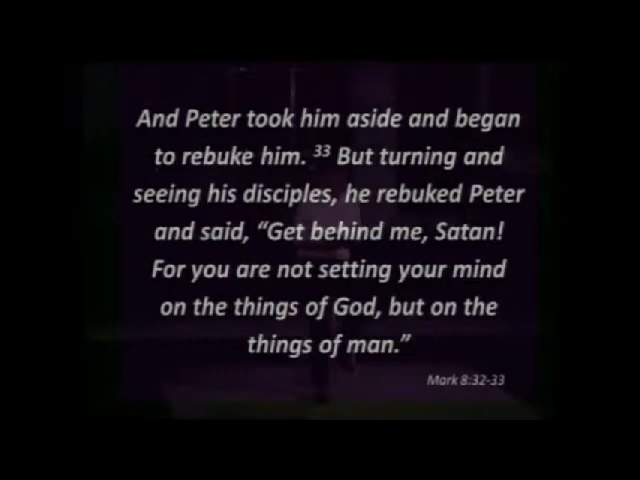 And Peter took him aside and began
to rebuke him. ³³ But turning and
seeing his disciples, he rebuked Peter
and said, “Get behind me, Satan!
For you are not setting your mind
on the things of God, but on the
things of man.”
Mark 8:32-33